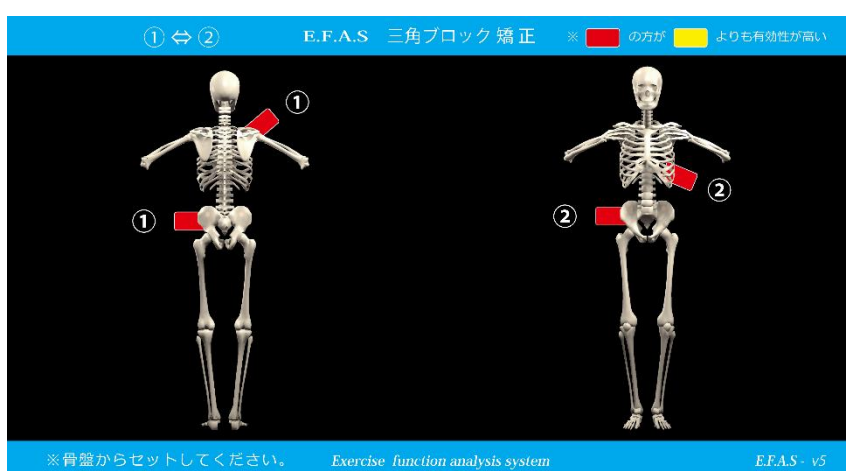 ① ⇔ ② E.F.A.S 三角ブロック矯正 ※ の方が よりも有効性が高い
①
①
②
②
※骨盤からセットしてください。 Exercise function analysis system E.F.A.S - v5